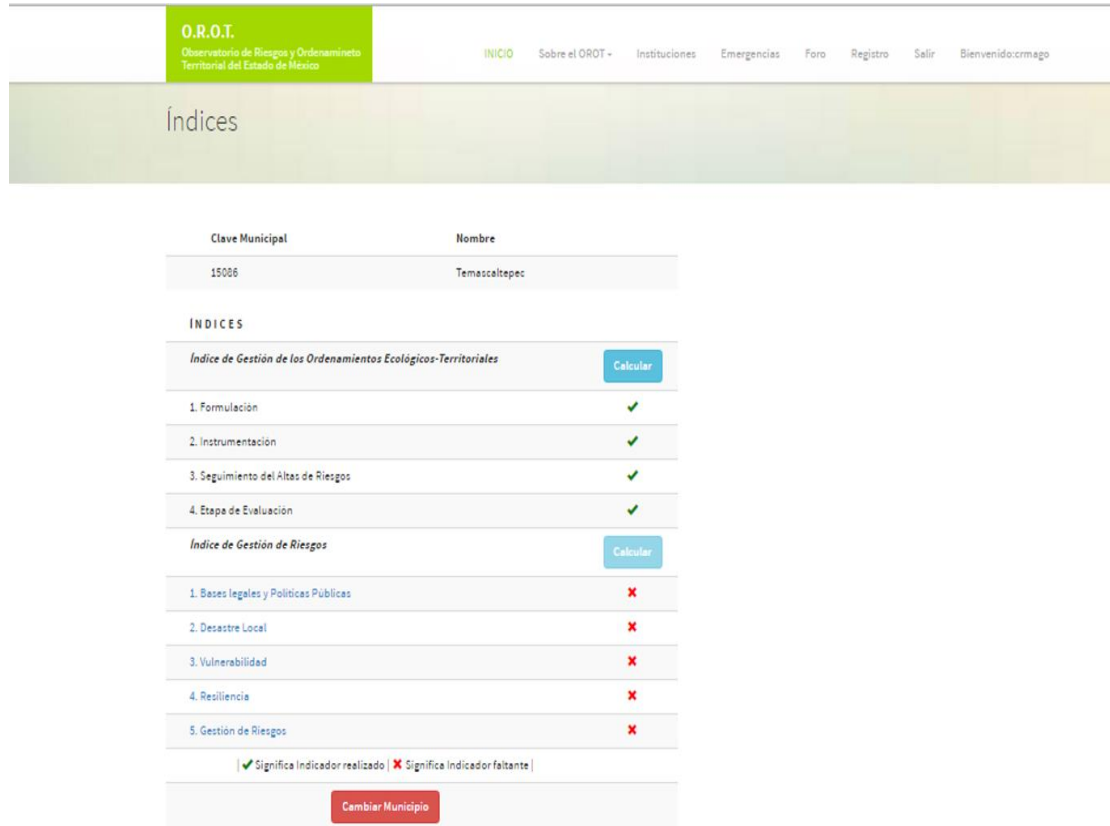 O.R.O.T.
Observatorio de Riesgos y Ordenamineto
Territorial del Estado de México
INICIO Sobre el OROT Instituciones Emergencias Foro Registro Salir Bienvenido:crmago
Índices
Clave Municipal Nombre
15086 Temascaltepec
ÍNDICES
Índice de Gestión de los Ordenamientos Ecológicos-Territoriales Calcular
1. Formulación
2. Instrumentación
3. Seguimiento del Altas de Riesgos
4. Etapa de Evaluación
Índice de Gestión de Riesgos Calcular
1. Bases legales y Políticas Públicas
2. Desastre Local
3. Vulnerabilidad
4. Resiliencia
5. Gestión de Riesgos
| ✔ Significa Indicador realizado | ✖ Significa Indicador faltante |
Cambiar Municipio